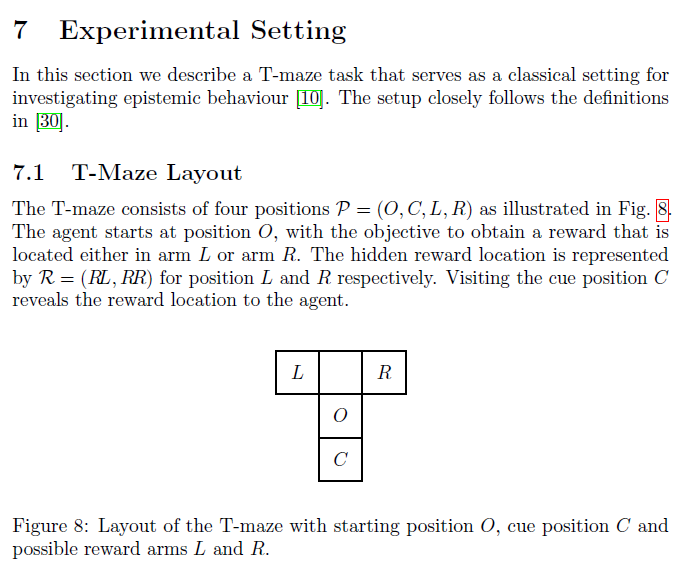 7 Experimental Setting
In this section we describe a T-maze task that serves as a classical setting for
investigating epistemic behaviour [10]. The setup closely follows the definitions
in [30].
7.1 T-Maze Layout
The T-maze consists of four positions 𝒫 = (O, C, L, R) as illustrated in Fig. 8.
The agent starts at position O, with the objective to obtain a reward that is
located either in arm L or arm R. The hidden reward location is represented
by ℛ = (RL, RR) for position L and R respectively. Visiting the cue position C
reveals the reward location to the agent.
L R
O
C
Figure 8: Layout of the T-maze with starting position O, cue position C and
possible reward arms L and R.